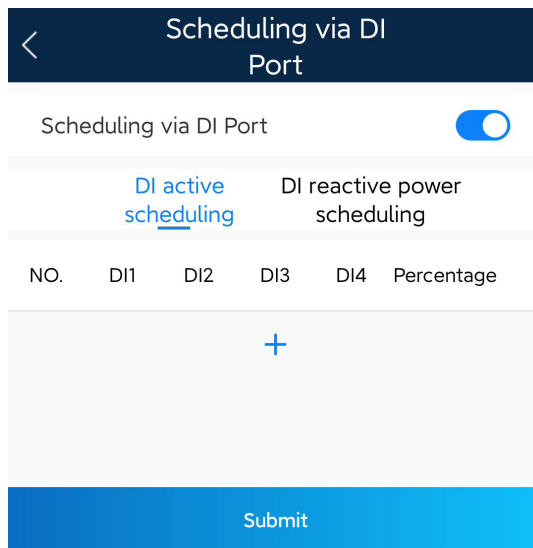 Scheduling via DI
Port
Scheduling via DI Port
DI active
scheduling
DI reactive power
scheduling
NO. DI1 DI2 DI3 DI4 Percentage
+
Submit